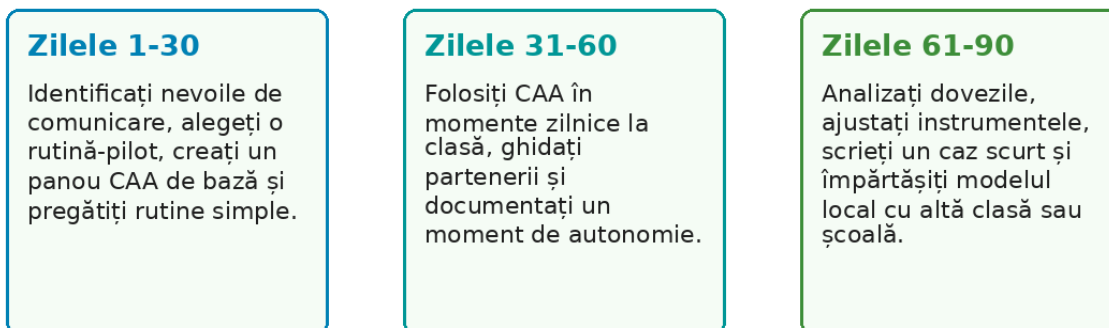 Zilele 1-30
Identificați nevoile de
comunicare, alegeți o
rutină-pilot, creați un
panou CAA de bază și
pregătiți rutine simple.
Zilele 31-60
Folosiți CAA în
momente zilnice la
clasă, ghidați
partenerii și
documentați un
moment de autonomie.
Zilele 61-90
Analizați dovezile,
ajustați instrumentele,
scrieți un caz scurt și
împărtășiți modelul
local cu altă clasă sau
școală.